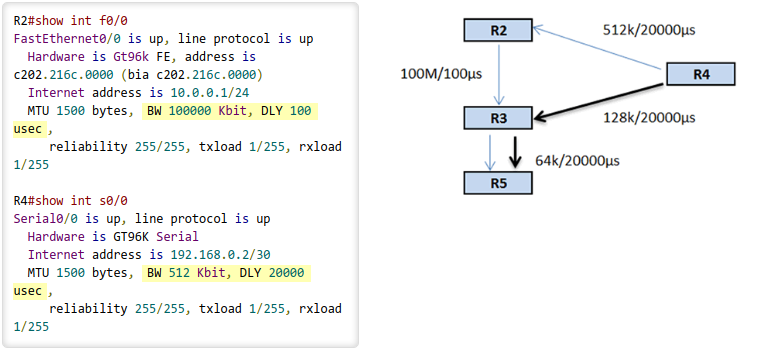 R2#show int f0/0
FastEthernet0/0 is up, line protocol is up
Hardware is Gt96k FE, address is
c202.216c.0000 (bia c202.216c.0000)
Internet address is 10.0.0.1/24
MTU 1500 bytes, BW 100000 Kbit, DLY 100
usec,
reliability 255/255, txload 1/255, rxload
1/255
R4#show int s0/0
Serial0/0 is up, line protocol is up
Hardware is GT96K Serial
Internet address is 192.168.0.2/30
MTU 1500 bytes, BW 512 Kbit, DLY 20000
usec,
reliability 255/255, txload 1/255, rxload
1/255
R2
512k/20000µs
100M/100µs
R4
R3
128k/20000µs
64k/20000µs
R5